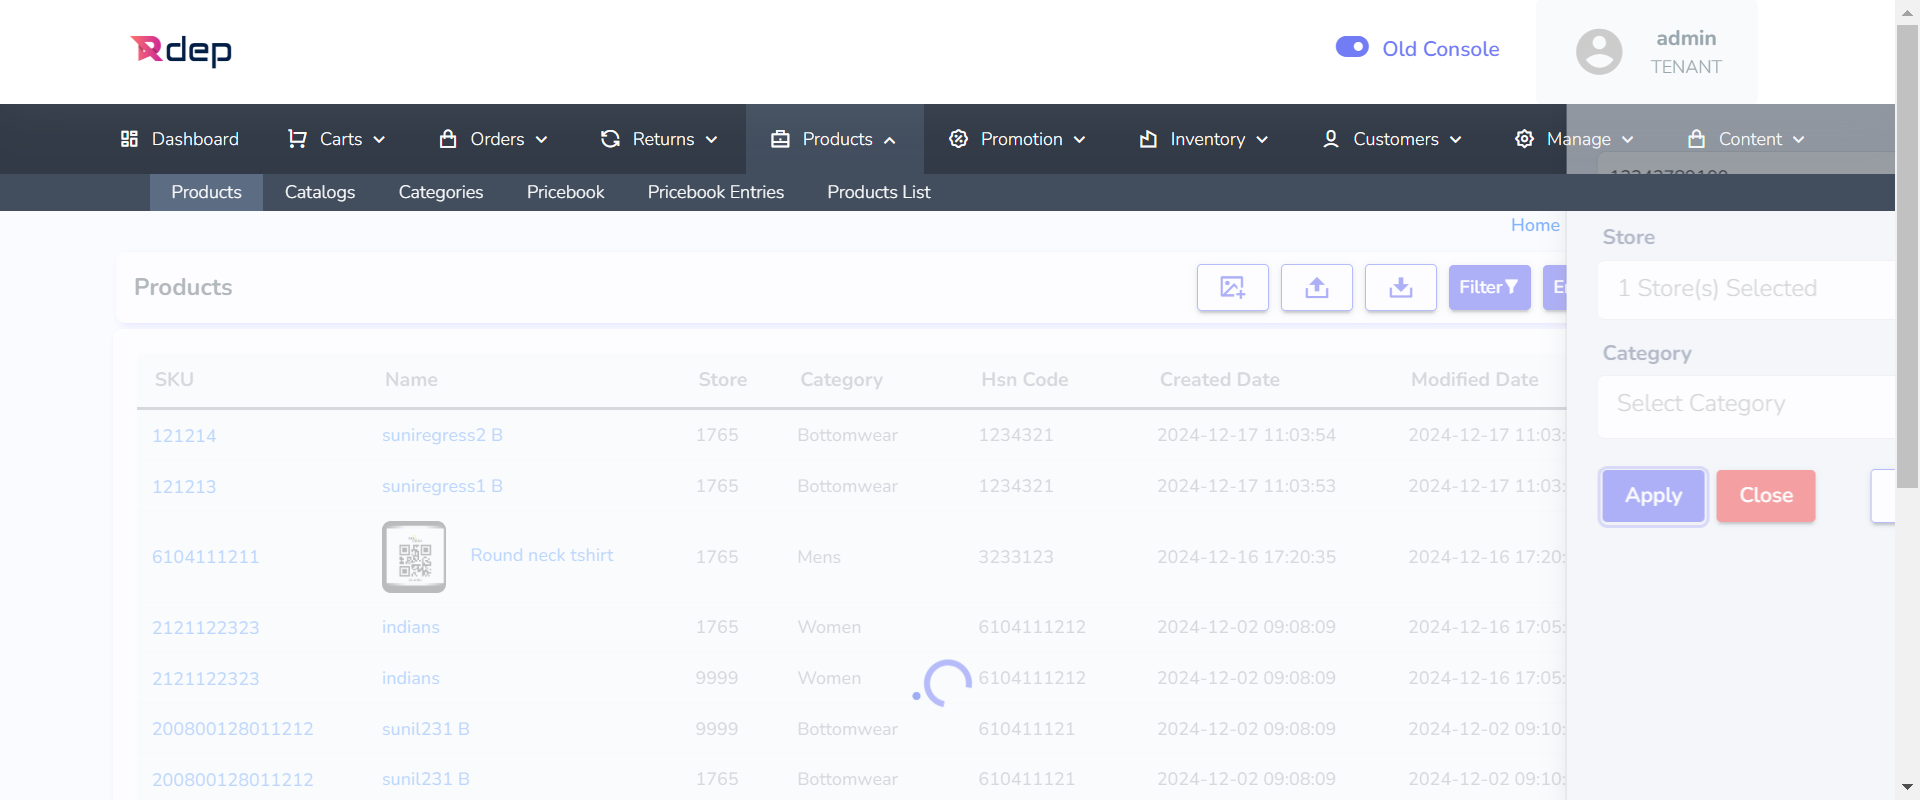 Rdep
Old Console
admin
TENANT
Dashboard
Carts
Orders
Returns
Products
Promotion
Inventory
Customers
Manage
Content
Products
Catalogs
Categories
Pricebook
Pricebook Entries
Products List
Home
Products
Filter
Store
1 Store(s) Selected
Category
Select Category
Apply
Close
SKU Name Store Category Hsn Code Created Date Modified Date
121214 suniregress2 B 1765 Bottomwear 1234321 2024-12-17 11:03:54 2024-12-17 11:03:
121213 suniregress1 B 1765 Bottomwear 1234321 2024-12-17 11:03:53 2024-12-17 11:03:
6104111211 Round neck tshirt 1765 Mens 3233123 2024-12-16 17:20:35 2024-12-16 17:20:
2121122323 indians 1765 Women 6104111212 2024-12-02 09:08:09 2024-12-16 17:05:
2121122323 indians 9999 Women 6104111212 2024-12-02 09:08:09 2024-12-16 17:05:
200800128011212 sunil231 B 9999 Bottomwear 610411121 2024-12-02 09:08:09 2024-12-02 09:10:
200800128011212 sunil231 B 1765 Bottomwear 610411121 2024-12-02 09:08:09 2024-12-02 09:10: